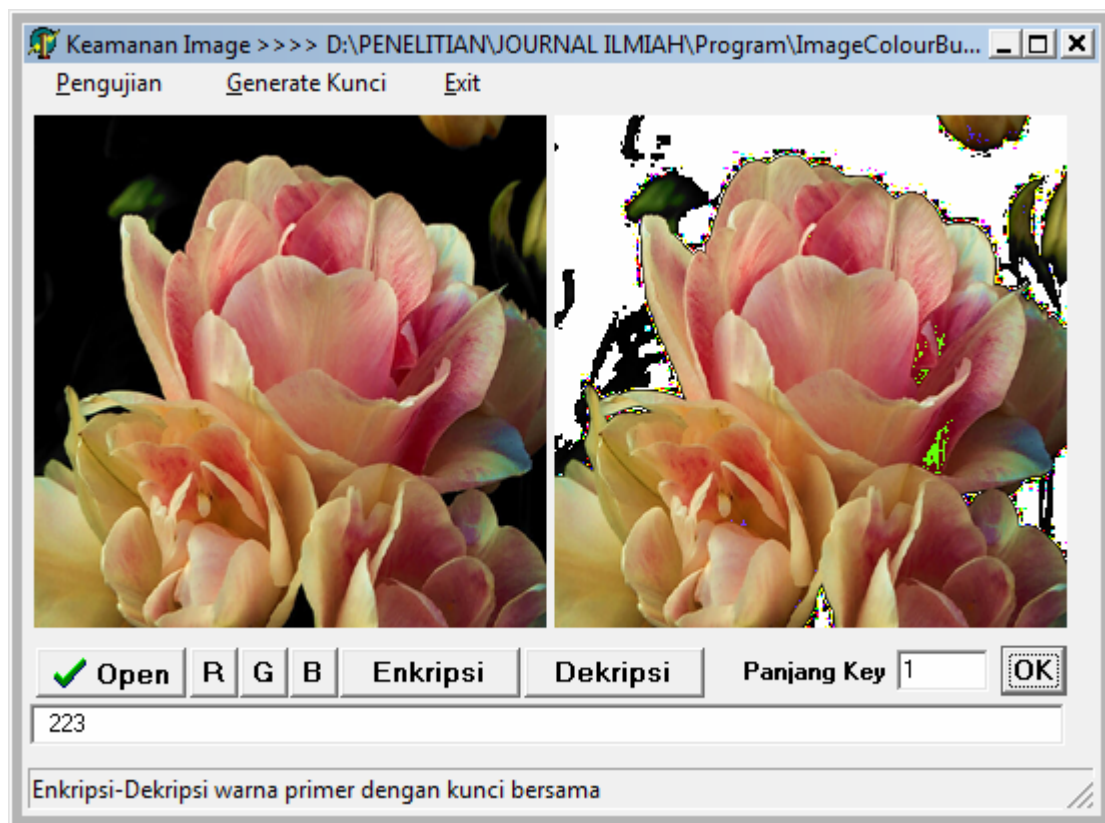 Keamanan Image >>>> D:\PENELITIAN\JOURNAL ILMIAH\Program\ImageColourBu...
Pengujian Generate Kunci Exit
Open R G B Enkripsi Dekripsi Panjang Key 1 OK
223
Enkripsi-Dekripsi warna primer dengan kunci bersama